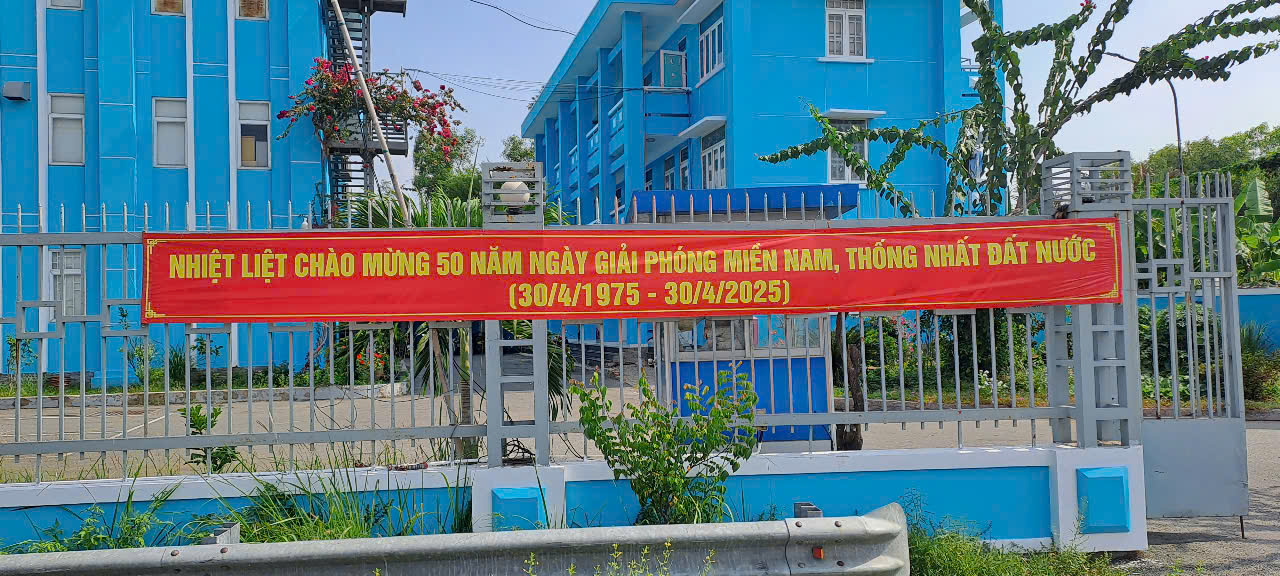 NHIỆT LIỆT CHÀO MỪNG 50 NĂM NGÀY GIẢI PHÓNG MIỀN NAM, THỐNG NHẤT ĐẤT NƯỚC
(30/4/1975 - 30/4/2025)